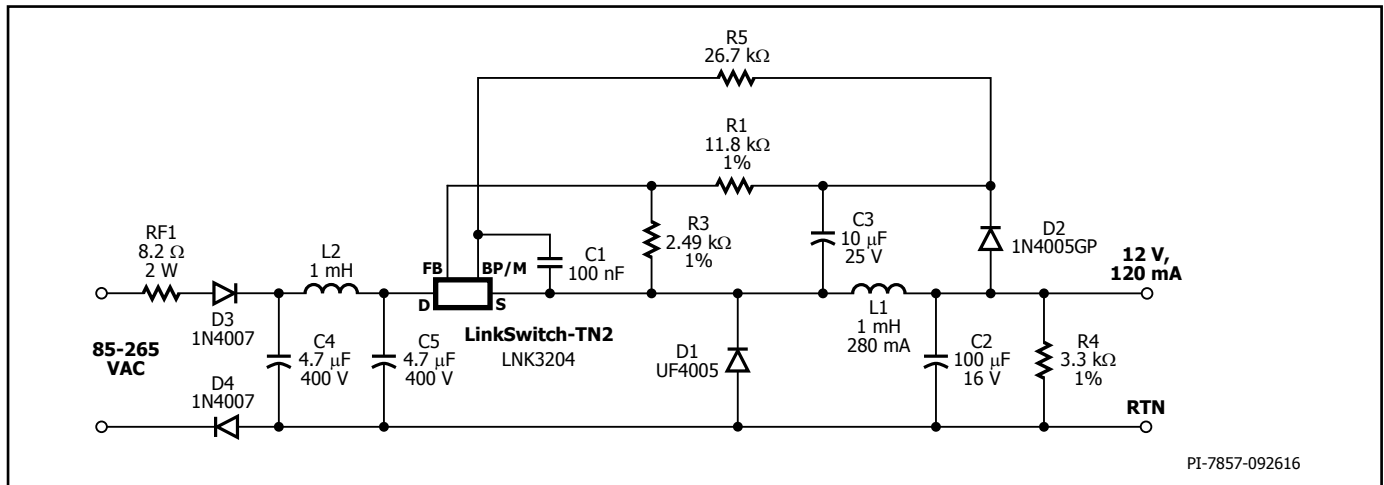 R5
26.7 kΩ
R1
11.8 kΩ
1%
RF1
8.2 Ω
2 W
D3
1N4007
L2
1 mH
FB
BP/M
D
S
C1
100 nF
R3
2.49 kΩ
1%
C3
10 µF
25 V
D2
1N4005GP
12 V,
120 mA
LinkSwitch-TN2
LNK3204
L1
1 mH
280 mA
85-265
VAC
C4
4.7 µF
400 V
C5
4.7 µF
400 V
D1
UF4005
C2
100 µF
16 V
R4
3.3 kΩ
1%
D4
1N4007
RTN
PI-7857-092616